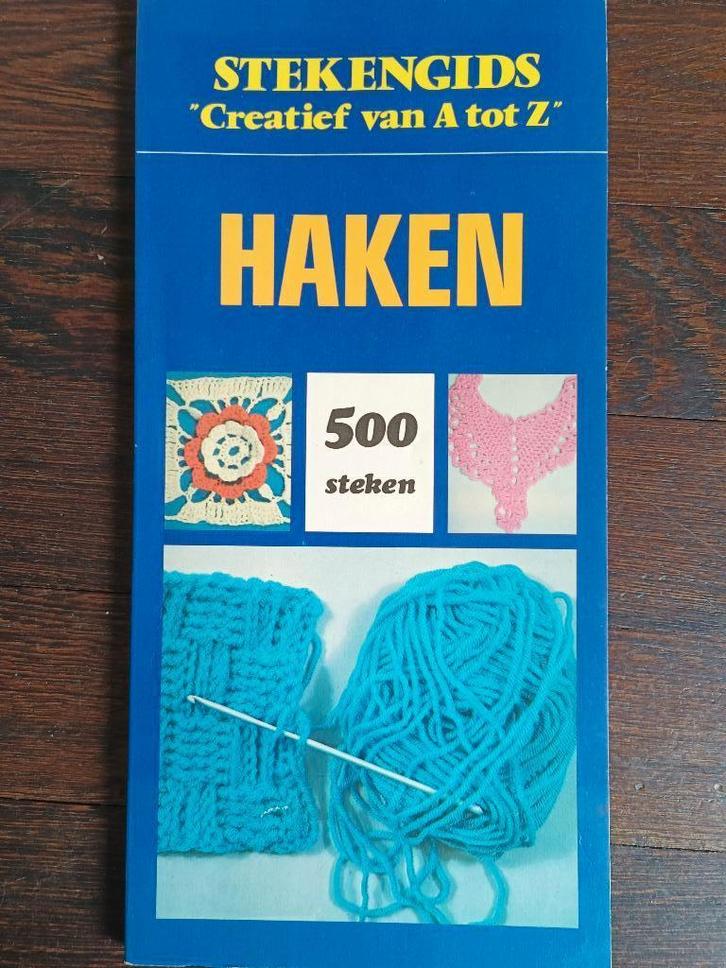 STEKENGIDS
"Creatief van A tot Z"
HAKEN
500
steken